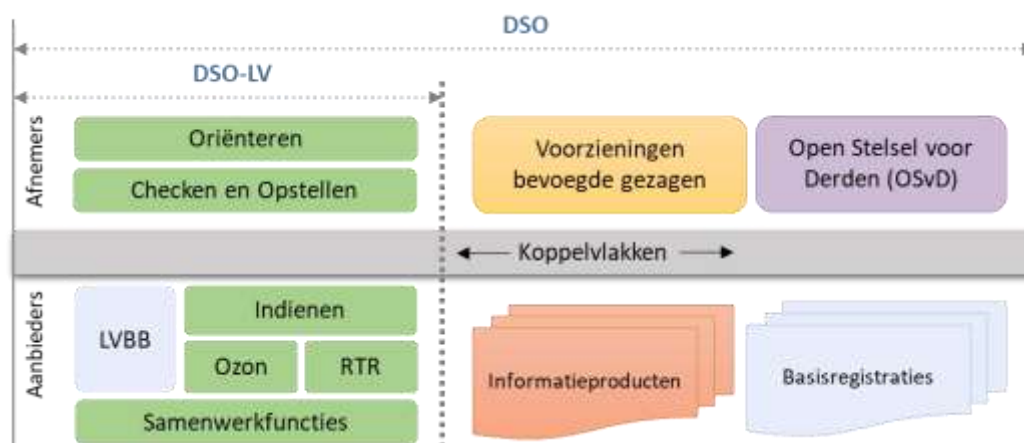 DSO
DSO-LV
Afnemers
Oriënteren
Checken en Opstellen
Voorzieningen
bevoegde gezagen
Open Stelsel voor
Derden (OSvD)
Koppelvlakken
Aanbieders
LVBB
Indienen
Ozon
RTR
Samenwerkfuncties
Informatieproducten
Basisregistraties